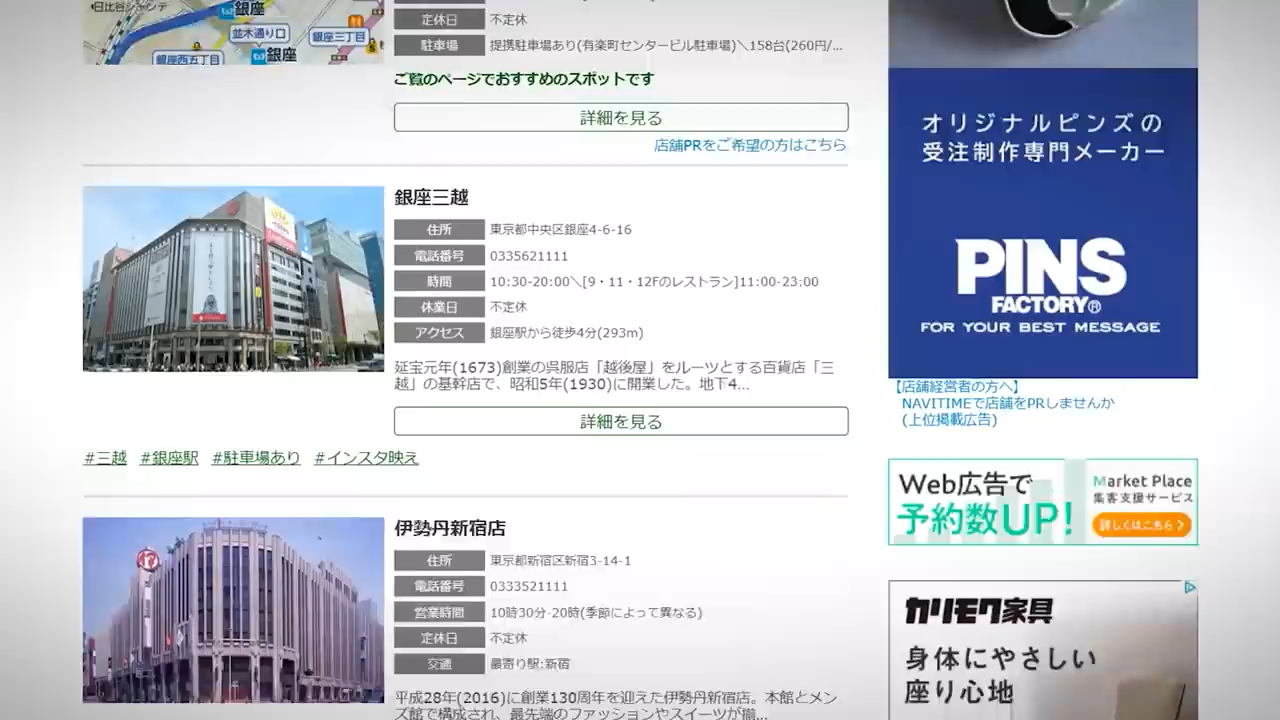 日比谷シャンテ
銀座
並木通り口
銀座三丁目
銀座
銀座西五丁目
定休日 不定休
駐車場 提携駐車場あり(有楽町センタービル駐車場)＼158台(260円/...
ご覧のページでおすすめのスポットです
詳細を見る
店舗PRをご希望の方はこちら
銀座三越
住所 東京都中央区銀座4-6-16
電話番号 0335621111
時間 10:30-20:00＼[9・11・12Fのレストラン]11:00-23:00
休業日 不定休
アクセス 銀座駅から徒歩4分(293m)
延宝元年(1673)創業の呉服店「越後屋」をルーツとする百貨店「三
越」の基幹店で、昭和5年(1930)に開業した。地下4...
詳細を見る
#三越 #銀座駅 #駐車場あり #インスタ映え
伊勢丹新宿店
住所 東京都新宿区新宿3-14-1
電話番号 0333521111
営業時間 10時30分-20時(季節によって異なる)
定休日 不定休
交通 最寄り駅:新宿
平成28年(2016)に創業130周年を迎えた伊勢丹新宿店。本館とメン
ズ館で構成され、最先端のファッションやスイーツが揃...
オリジナルピンズの
受注制作専門メーカー
PINS
FACTORY®
FOR YOUR BEST MESSAGE
【店舗経営者の方へ】
NAVITIMEで店舗をPRしませんか
(上位掲載広告)
Web広告で
予約数UP!
Market Place
集客支援サービス
詳しくはこちら
カリモク家具
身体にやさしい
座り心地